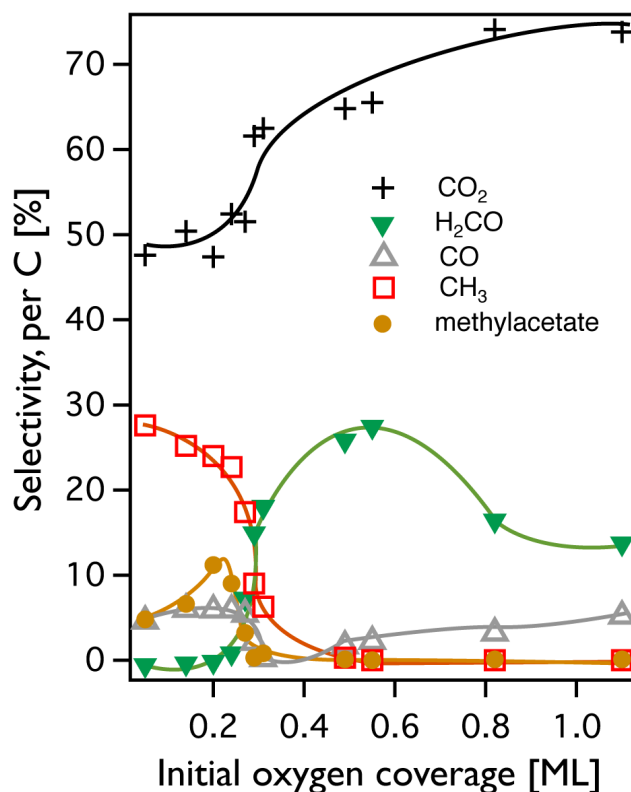 Selectivity, per C [%]
70
60
50
40
30
20
10
0
CO₂
H₂CO
CO
CH₃
methylacetate
0.2 0.4 0.6 0.8 1.0
Initial oxygen coverage [ML]